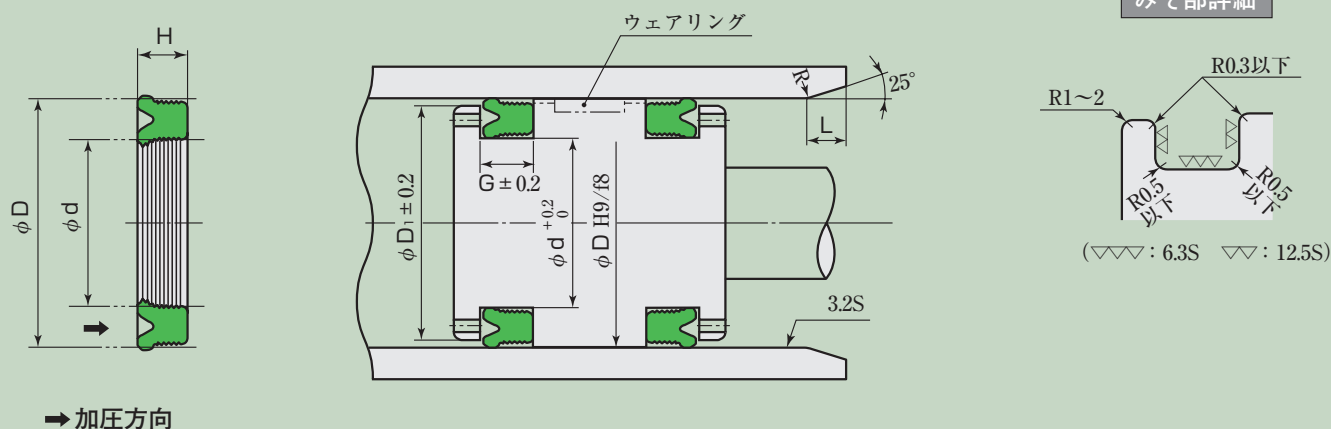 みぞ部詳細
H
φD
φd
➡加圧方向
ウェアリング
R
25°
L
G±0.2
φD₁±0.2
φd +0.2 0
φD H9/f8
3.2S
R0.3以下
R1〜2
R0.5以下
R0.5以下
(▽▽▽：6.3S ▽▽：12.5S)